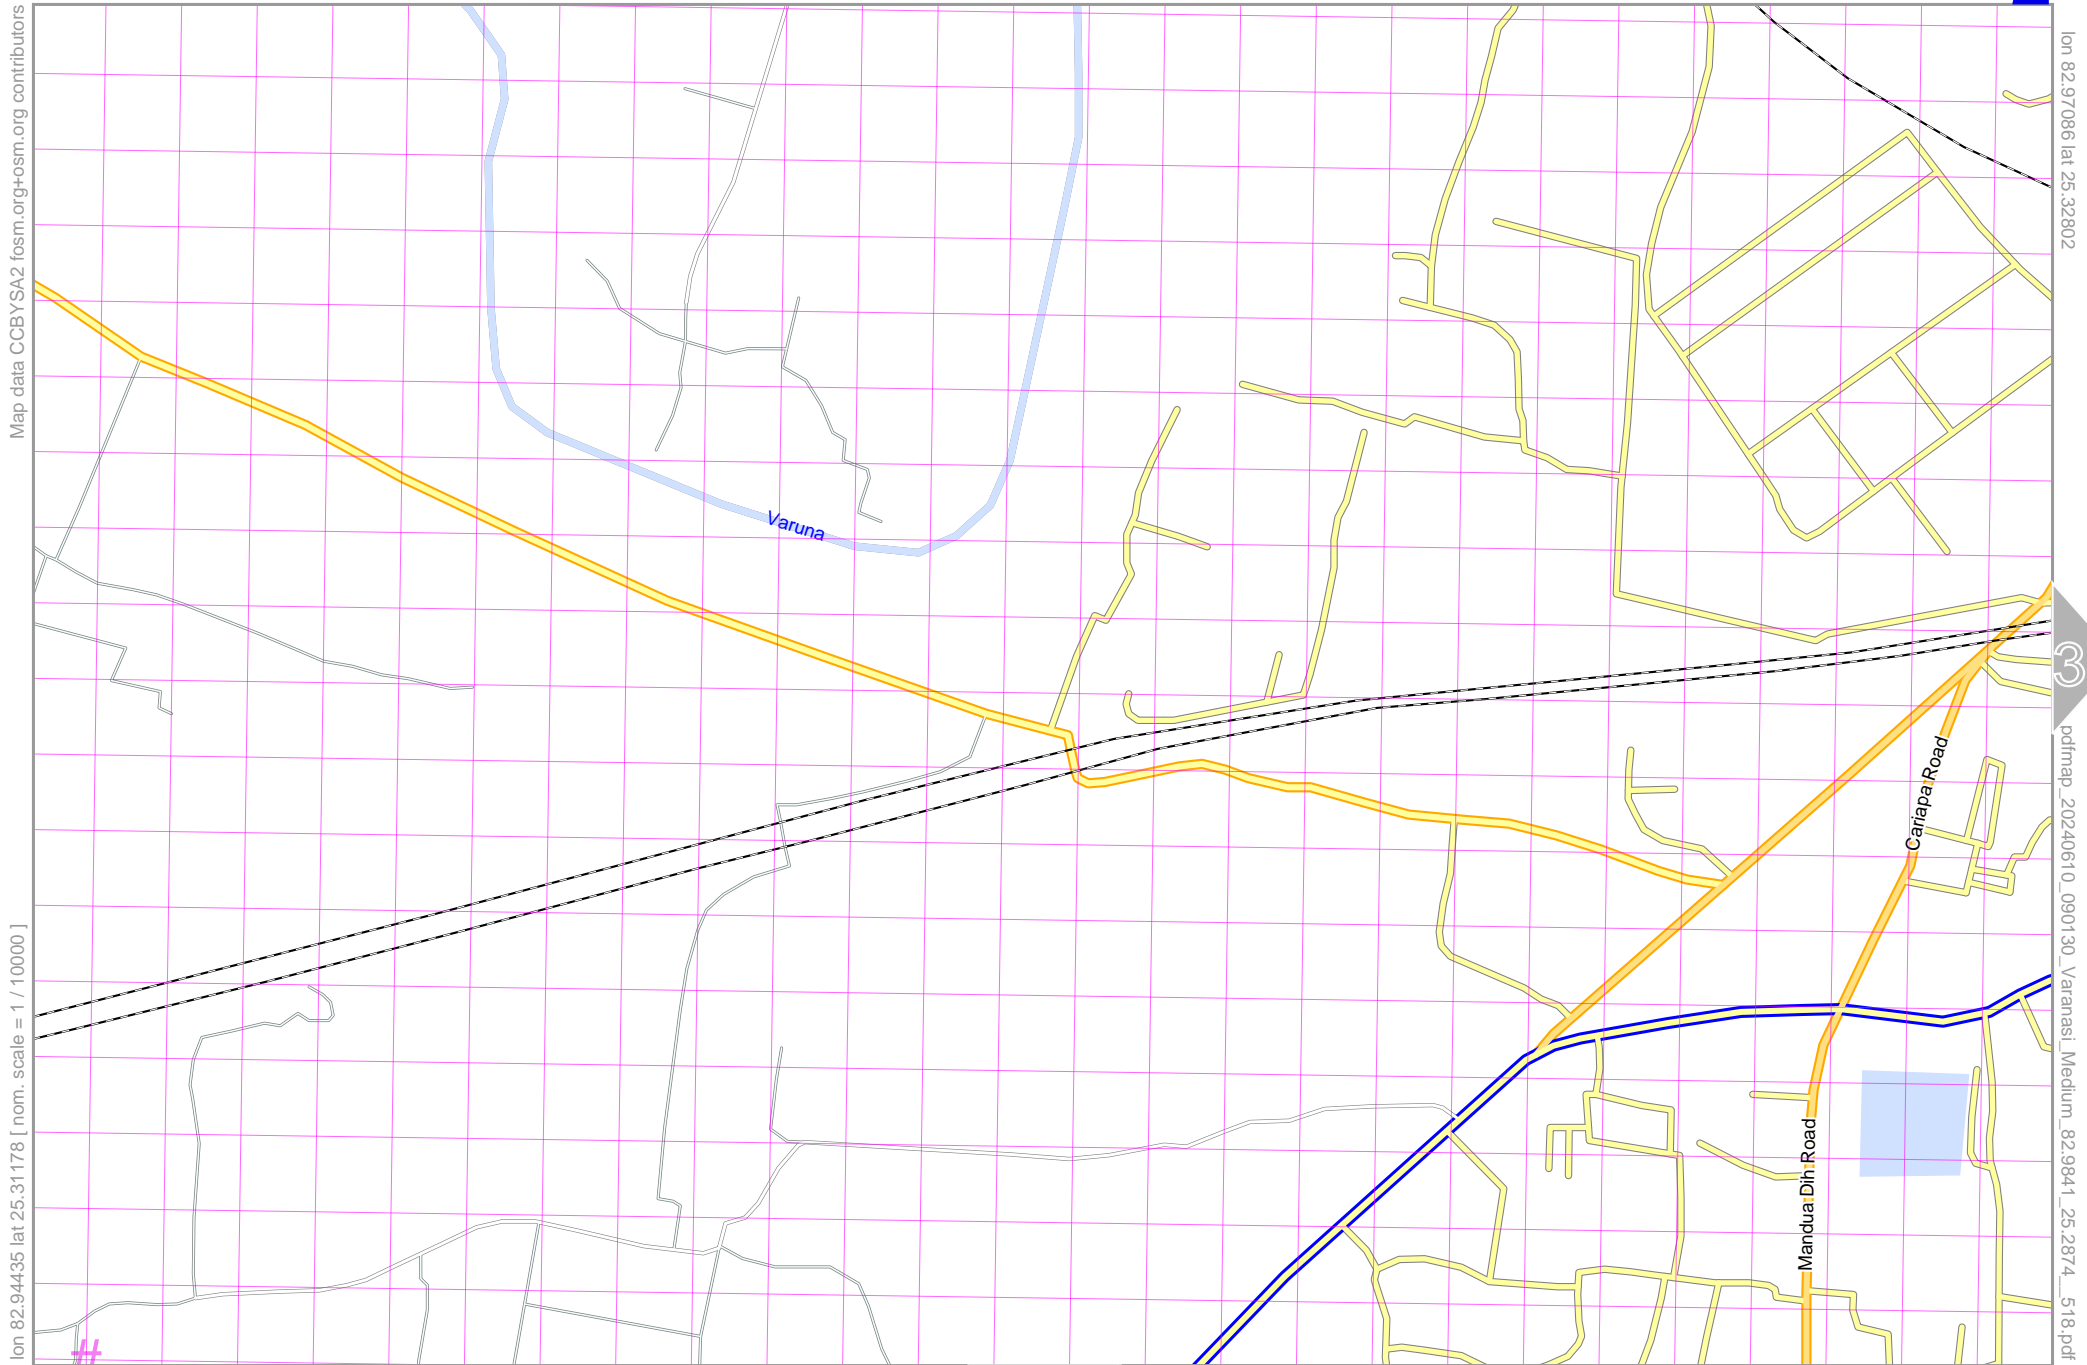 Map data CCBYSA2 fosm.org+osm.org contributors
lon 82.94435 lat 25.31178 [ nom. scale = 1 / 10000 ]
Varuna
Cariapa Road
Mandua Dih Road
#
lon 82.97086 lat 25.32802
3
pdfmap_20240610_090130_Varanasi_Medium_82.9841_25.2874__518.pdf